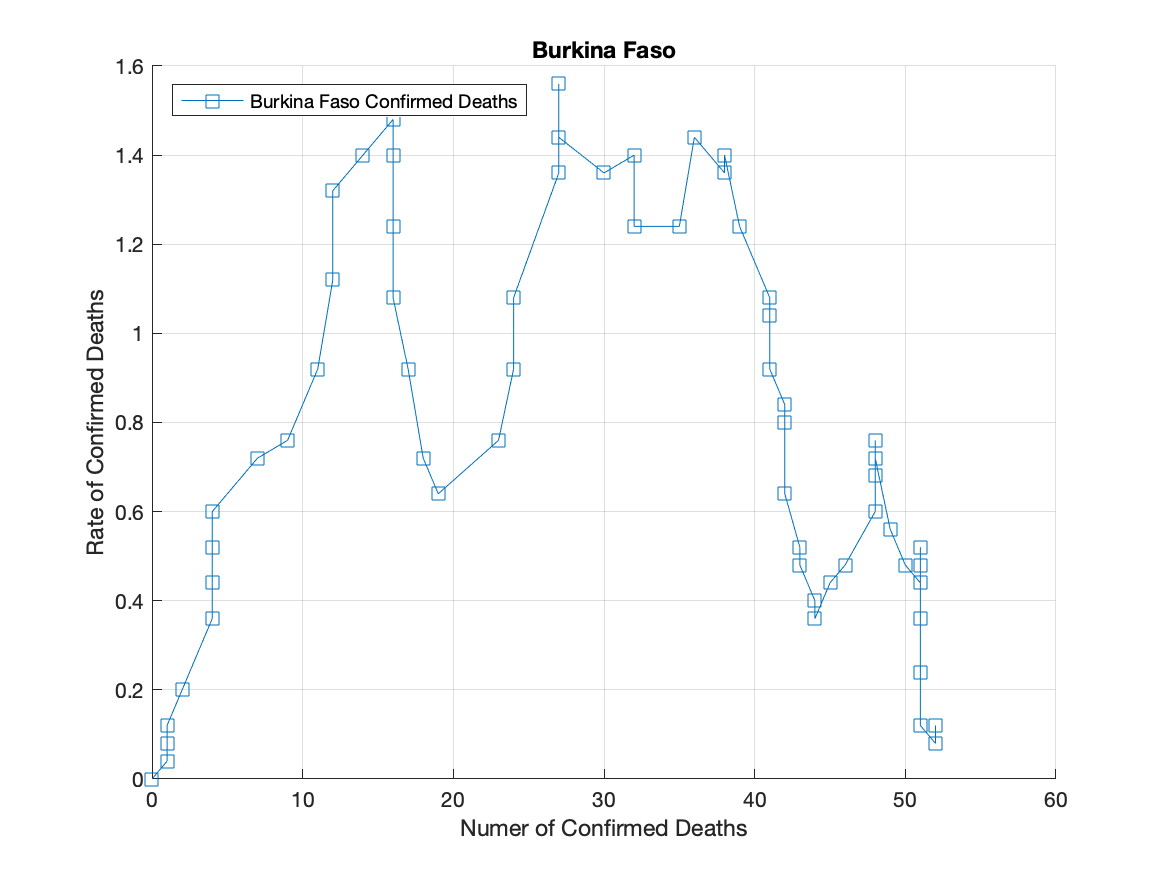 Burkina Faso
Burkina Faso Confirmed Deaths
1.6
1.4
1.2
1
0.8
0.6
0.4
0.2
0
Rate of Confirmed Deaths
0 10 20 30 40 50 60
Numer of Confirmed Deaths